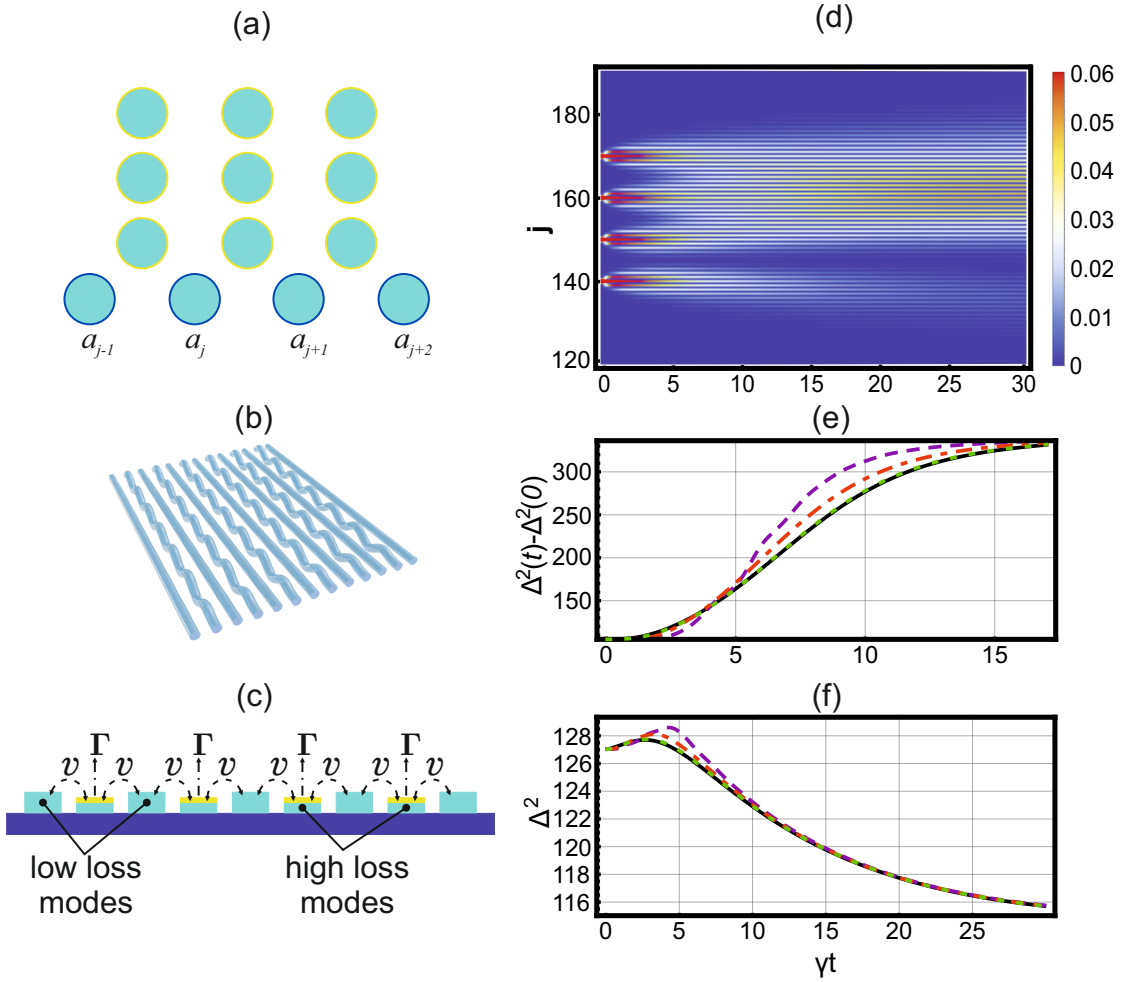 (a)
a_{j-1}
a_j
a_{j+1}
a_{j+2}
(b)
(c)
Γ Γ Γ Γ
v v v v v v v v
low loss
modes
high loss
modes
(d)
j
180
160
140
120
0 5 10 15 20 25 30
0.06
0.05
0.04
0.03
0.02
0.01
0
(e)
Δ²(t)-Δ²(0)
300
250
200
150
0 5 10 15
(f)
Δ²
128
126
124
122
120
118
116
0 5 10 15 20 25
γt